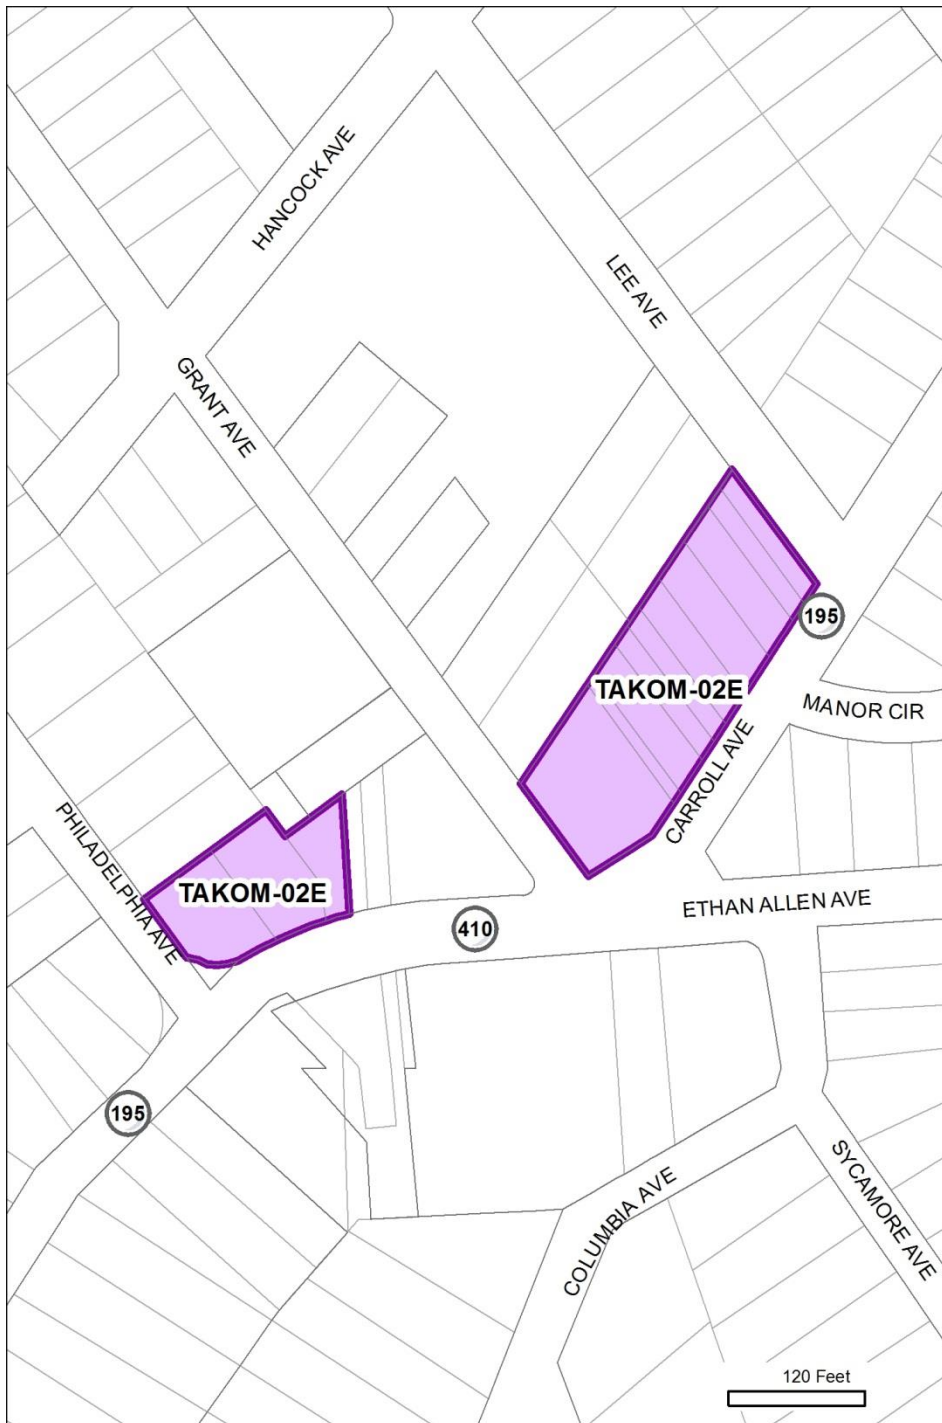 HANCOCK AVE
LEE AVE
GRANT AVE
195
TAKOM-02E
MANOR CIR
CARROLL AVE
PHILADELPHIA AVE
TAKOM-02E
ETHAN ALLEN AVE
410
195
SYCAMORE AVE
COLUMBIA AVE
120 Feet